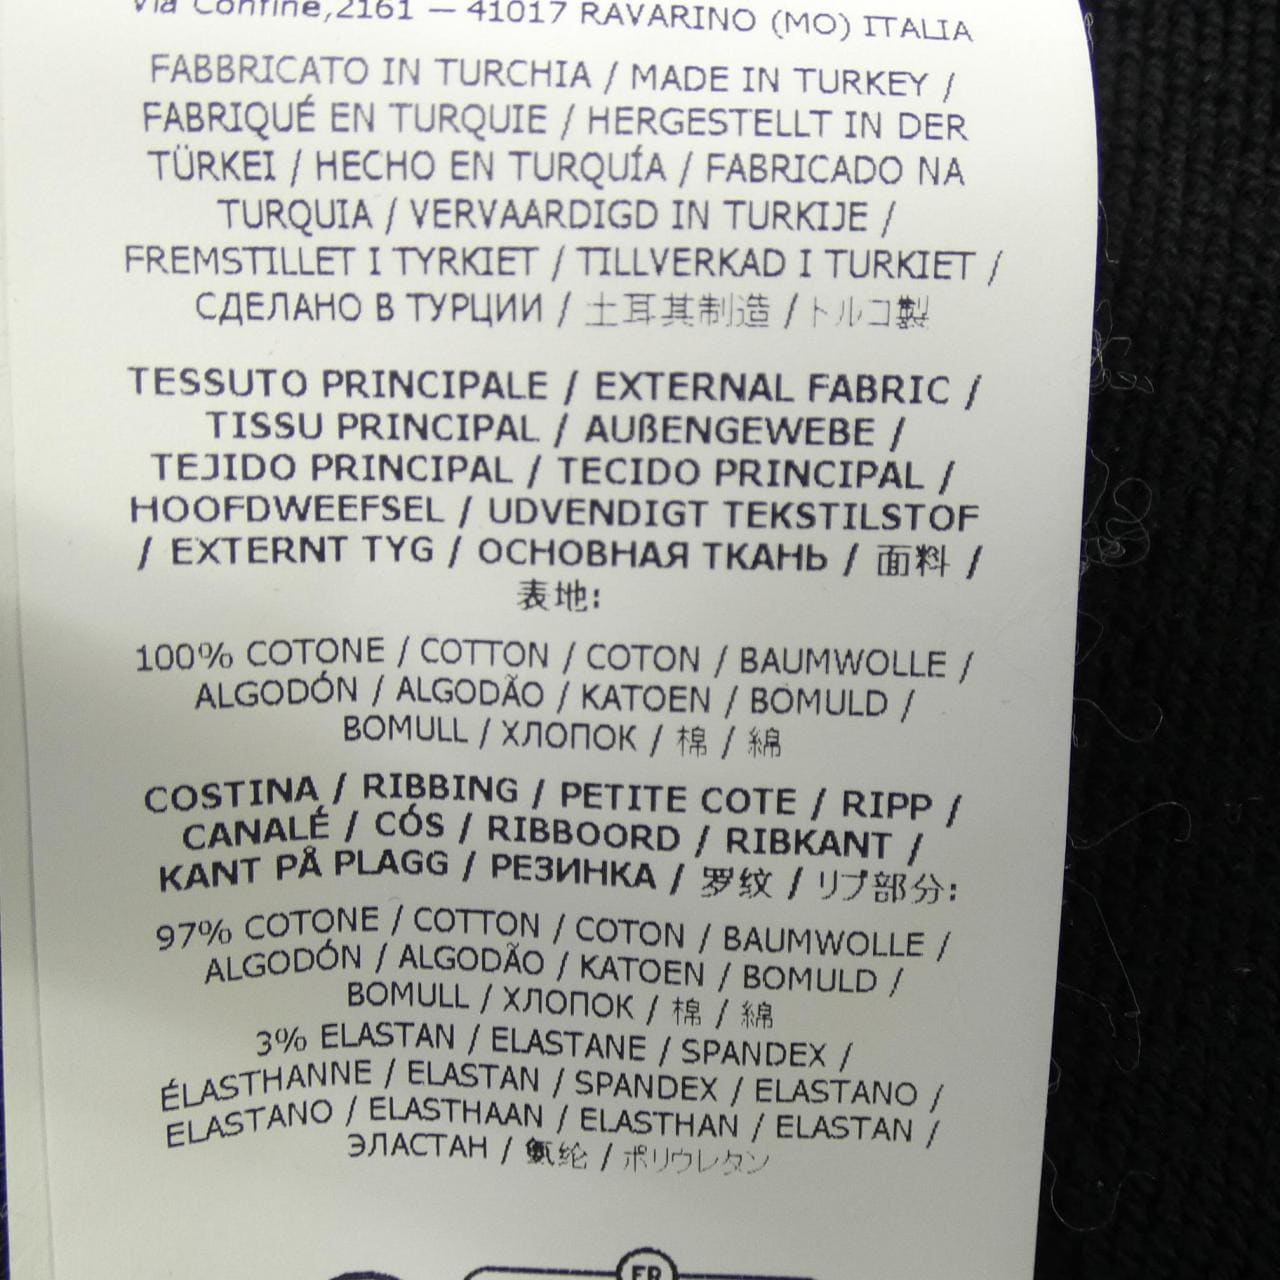 Via Confine,2161 — 41017 RAVARINO (MO) ITALIA
FABBRICATO IN TURCHIA / MADE IN TURKEY /
FABRIQUÉ EN TURQUIE / HERGESTELLT IN DER
TÜRKEI / HECHO EN TURQUÍA / FABRICADO NA
TURQUIA / VERVAARDIGD IN TURKIJE /
FREMSTILLET I TYRKIET / TILLVERKAD I TURKIET /
СДЕЛАНО В ТУРЦИИ / 土耳其制造 / トルコ製
TESSUTO PRINCIPALE / EXTERNAL FABRIC /
TISSU PRINCIPAL / AUßENGEWEBE /
TEJIDO PRINCIPAL / TECIDO PRINCIPAL /
HOOFDWEEFSEL / UDVENDIGT TEKSTILSTOF
/ EXTERNT TYG / ОСНОВНАЯ ТКАНЬ / 面料 /
表地:
100% COTONE / COTTON / COTON / BAUMWOLLE /
ALGODÓN / ALGODÃO / KATOEN / BOMULD /
BOMULL / ХЛОПОК / 棉 / 綿
COSTINA / RIBBING / PETITE COTE / RIPP /
CANALÉ / CÓS / RIBBOORD / RIBKANT /
KANT PÅ PLAGG / РЕЗИНКА / 罗纹 / リブ部分:
97% COTONE / COTTON / COTON / BAUMWOLLE /
ALGODÓN / ALGODÃO / KATOEN / BOMULD /
BOMULL / ХЛОПОК / 棉 / 綿
3% ELASTAN / ELASTANE / SPANDEX /
ÉLASTHANNE / ELASTAN / SPANDEX / ELASTANO /
ELASTANO / ELASTHAAN / ELASTHAN / ELASTAN /
ЭЛАСТАН / 氨纶 / ポリウレタン
FR